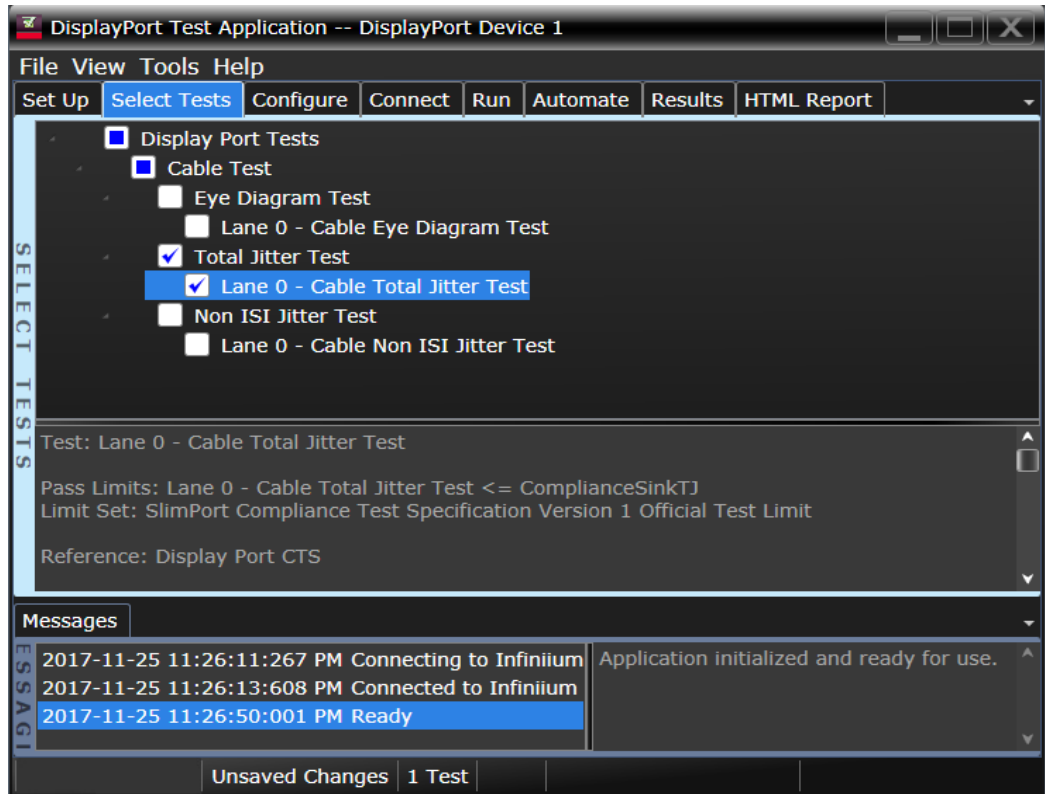 DisplayPort Test Application -- DisplayPort Device 1
File View Tools Help
Set Up Select Tests Configure Connect Run Automate Results HTML Report
SELECT TESTS
Display Port Tests
Cable Test
Eye Diagram Test
Lane 0 - Cable Eye Diagram Test
Total Jitter Test
Lane 0 - Cable Total Jitter Test
Non ISI Jitter Test
Lane 0 - Cable Non ISI Jitter Test
Test: Lane 0 - Cable Total Jitter Test
Pass Limits: Lane 0 - Cable Total Jitter Test <= ComplianceSinkTJ
Limit Set: SlimPort Compliance Test Specification Version 1 Official Test Limit
Reference: Display Port CTS
Messages
2017-11-25 11:26:11:267 PM Connecting to Infiniium
2017-11-25 11:26:13:608 PM Connected to Infiniium
2017-11-25 11:26:50:001 PM Ready
Application initialized and ready for use.
Unsaved Changes 1 Test